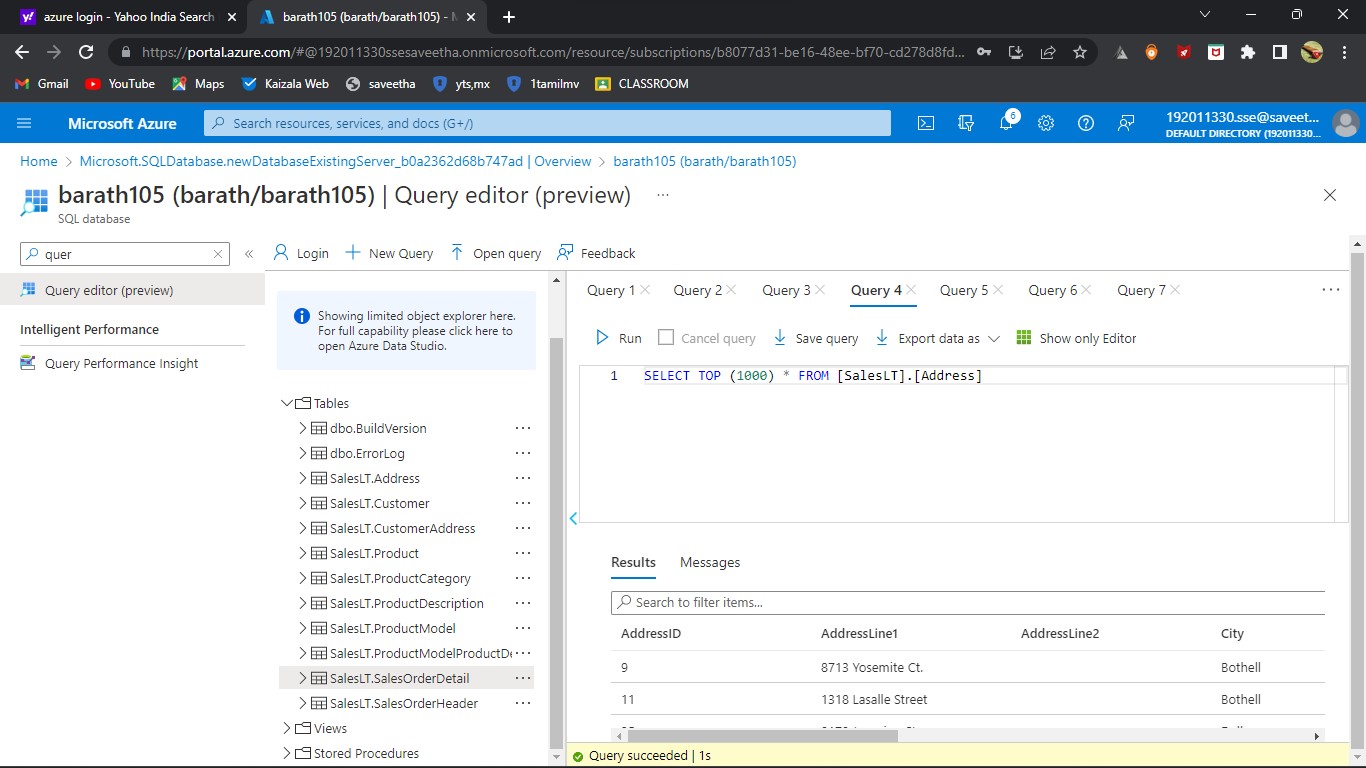 azure login - Yahoo India Search
barath105 (barath/barath105) - M
https://portal.azure.com/#@192011330ssesaveetha.onmicrosoft.com/resource/subscriptions/b8077d31-be16-48ee-bf70-cd278d8fd...
Gmail YouTube Maps Kaizala Web saveetha yts,mx 1tamilmv CLASSROOM
Microsoft Azure
Search resources, services, and docs (G+/)
6
192011330.sse@saveet...
DEFAULT DIRECTORY (192011330....
Home > Microsoft.SQLDatabase.newDatabaseExistingServer_b0a2362d68b747ad | Overview > barath105 (barath/barath105)
barath105 (barath/barath105) | Query editor (preview) ...
SQL database
quer
Query editor (preview)
Intelligent Performance
Query Performance Insight
Login New Query Open query Feedback
Showing limited object explorer here.
For full capability please click here to
open Azure Data Studio.
Tables
dbo.BuildVersion
dbo.ErrorLog
SalesLT.Address
SalesLT.Customer
SalesLT.CustomerAddress
SalesLT.Product
SalesLT.ProductCategory
SalesLT.ProductDescription
SalesLT.ProductModel
SalesLT.ProductModelProductDe
SalesLT.SalesOrderDetail
SalesLT.SalesOrderHeader
Views
Stored Procedures
Query 1 Query 2 Query 3 Query 4 Query 5 Query 6 Query 7
Run Cancel query Save query Export data as Show only Editor
1 SELECT TOP (1000) * FROM [SalesLT].[Address]
Results Messages
Search to filter items...
AddressID AddressLine1 AddressLine2 City
9 8713 Yosemite Ct. Bothell
11 1318 Lasalle Street Bothell
Query succeeded | 1s